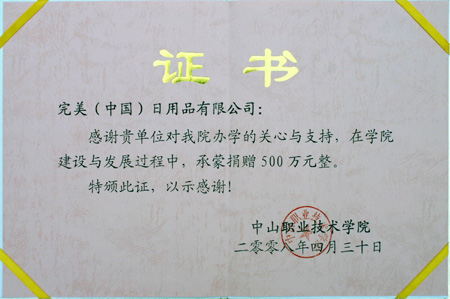 证书
完美（中国）日用品有限公司：
感谢贵单位对我院办学的关心与支持，在学院
建设与发展过程中，承蒙捐赠500万元整。
特颁此证，以示感谢！
中山职业技术学院
二零零八年四月三十日